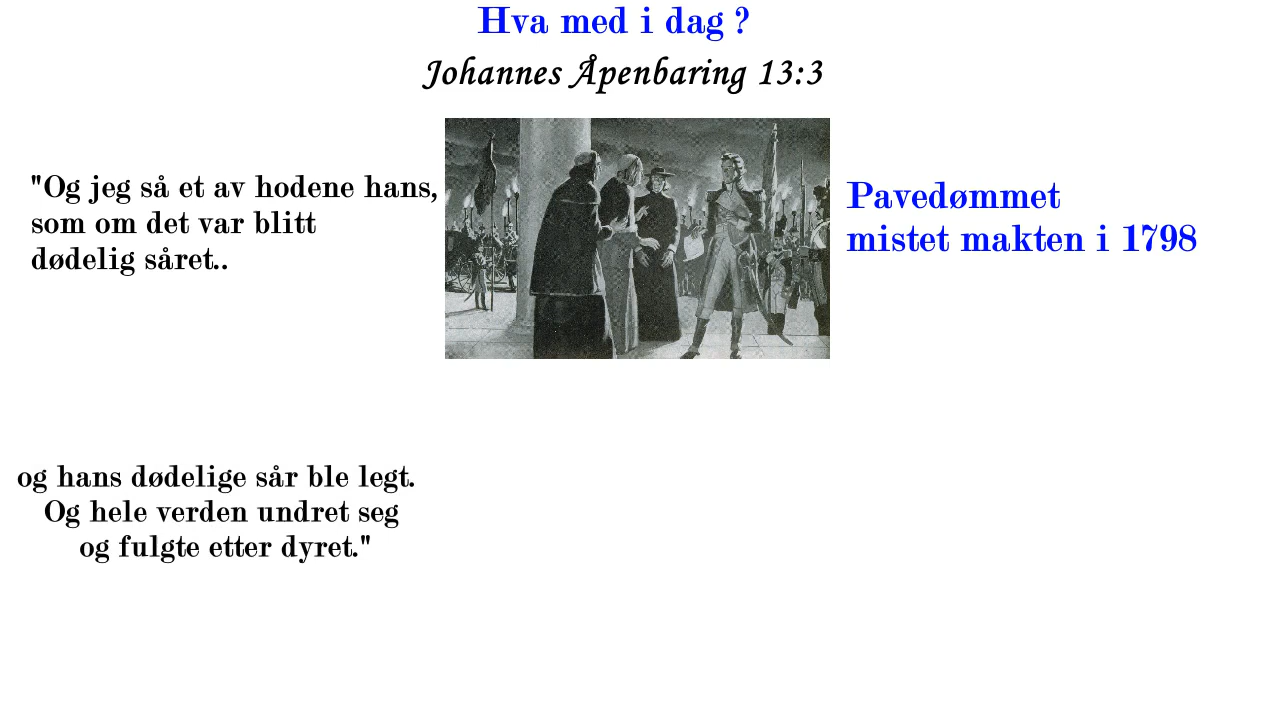 Hva med i dag ?
Johannes Åpenbaring 13:3
"Og jeg så et av hodene hans,
som om det var blitt
dødelig såret..
Pavedømmet
mistet makten i 1798
og hans dødelige sår ble legt.
Og hele verden undret seg
og fulgte etter dyret."